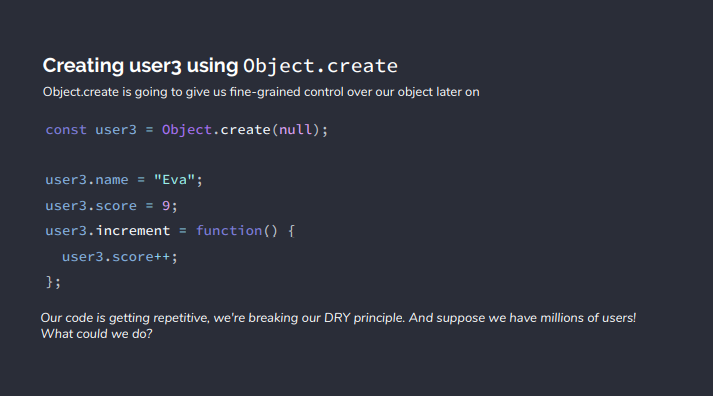 Creating user3 using Object.create
Object.create is going to give us fine-grained control over our object later on
const user3 = Object.create(null);
user3.name = "Eva";
user3.score = 9;
user3.increment = function() {
  user3.score++;
};
Our code is getting repetitive, we're breaking our DRY principle. And suppose we have millions of users!
What could we do?